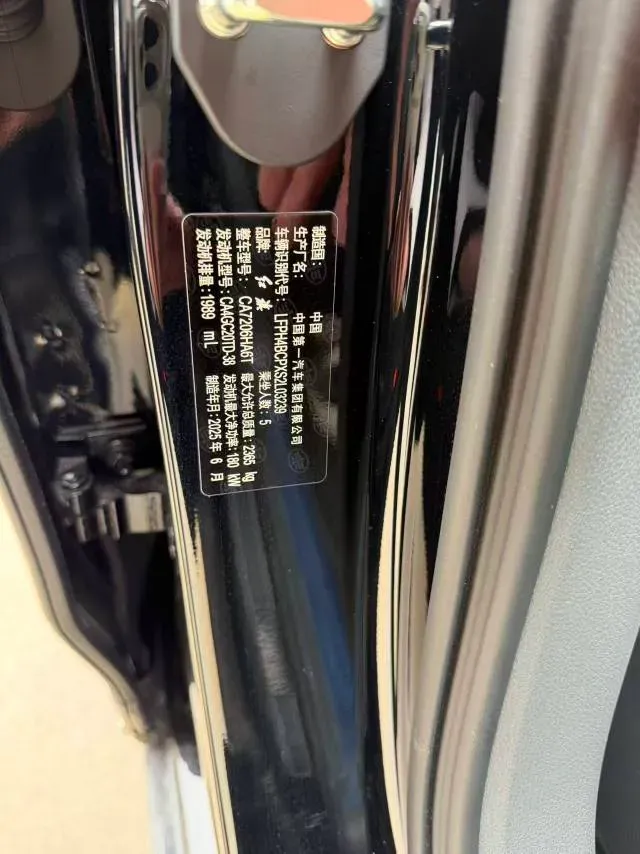 制造国：中国
生产厂名：中国第一汽车集团有限公司
车辆识别代号：LFPH4BCPXS2L03239
品牌：红旗 乘坐人数：5
整车型号：CA7206HA6T 最大允许总质量：2365 kg
发动机型号：CA4GC20TD-38 发动机最大净功率：180 kW
发动机排量：1989 mL 制造年月：2025年 6 月